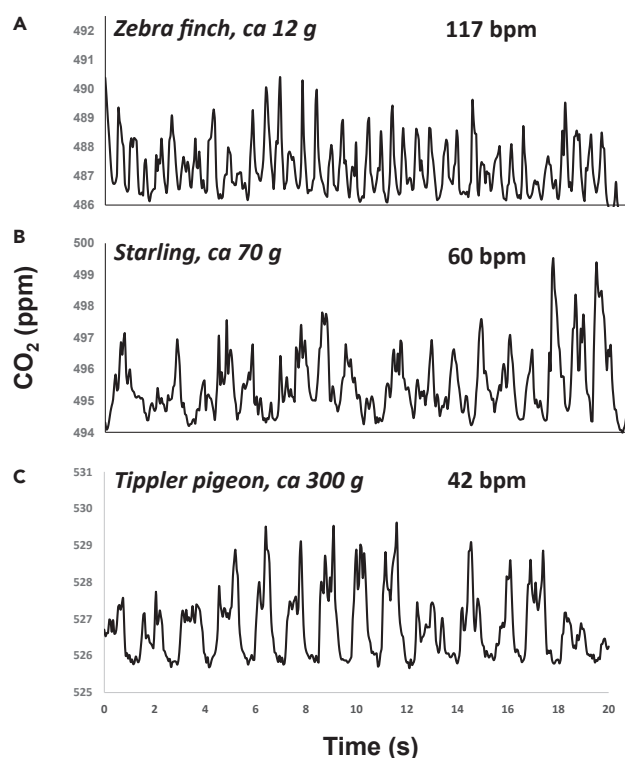 A
Zebra finch, ca 12 g 117 bpm
492
491
490
489
488
487
486
B
Starling, ca 70 g 60 bpm
500
499
498
497
496
495
494
CO2 (ppm)
C
Tippler pigeon, ca 300 g 42 bpm
531
530
529
528
527
526
525
0 2 4 6 8 10 12 14 16 18 20
Time (s)